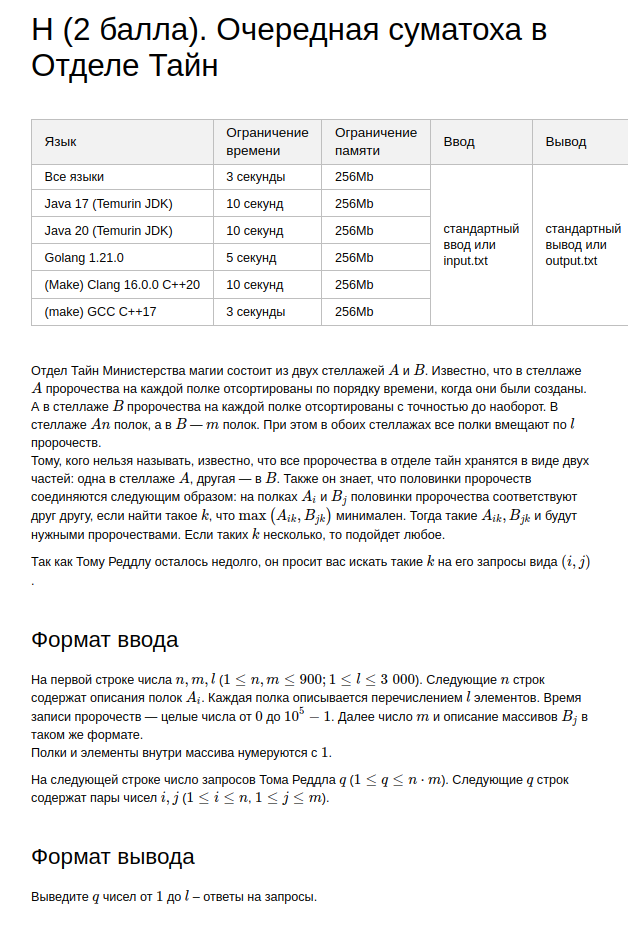 H (2 балла). Очередная суматоха в
Отделе Тайн
Язык
Ограничение
времени
Ограничение
памяти
Ввод
Вывод
Все языки
3 секунды
256Mb
Java 17 (Temurin JDK)
10 секунд
256Mb
Java 20 (Temurin JDK)
10 секунд
256Mb
Golang 1.21.0
5 секунд
256Mb
(Make) Clang 16.0.0 C++20
10 секунд
256Mb
(make) GCC C++17
3 секунды
256Mb
стандартный
ввод или
input.txt
стандартный
вывод или
output.txt
Отдел Тайн Министерства магии состоит из двух стеллажей A и B. Известно, что в стеллаже
A пророчества на каждой полке отсортированы по порядку времени, когда они были созданы.
А в стеллаже B пророчества на каждой полке отсортированы с точностью до наоборот. В
стеллаже An полок, а в B — m полок. При этом в обоих стеллажах все полки вмещают по l
пророчеств.
Тому, кого нельзя называть, известно, что все пророчества в отделе тайн хранятся в виде двух
частей: одна в стеллаже A, другая — в B. Также он знает, что половинки пророчеств
соединяются следующим образом: на полках A_i и B_j половинки пророчества соответствуют
друг другу, если найти такое k, что max (A_{ik}, B_{jk}) минимален. Тогда такие A_{ik}, B_{jk} и будут
нужными пророчествами. Если таких k несколько, то подойдет любое.
Так как Тому Реддлу осталось недолго, он просит вас искать такие k на его запросы вида (i, j)
.
Формат ввода
На первой строке числа n, m, l (1 ≤ n, m ≤ 900; 1 ≤ l ≤ 3 000). Следующие n строк
содержат описания полок A_i. Каждая полка описывается перечислением l элементов. Время
записи пророчеств — целые числа от 0 до 10^5 − 1. Далее число m и описание массивов B_j в
таком же формате.
Полки и элементы внутри массива нумеруются с 1.
На следующей строке число запросов Тома Реддла q (1 ≤ q ≤ n · m). Следующие q строк
содержат пары чисел i, j (1 ≤ i ≤ n, 1 ≤ j ≤ m).
Формат вывода
Выведите q чисел от 1 до l – ответы на запросы.